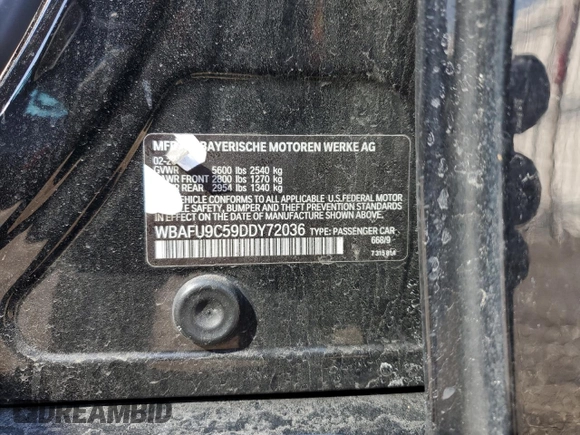 BAYERISCHE MOTOREN WERKE AG
GVWR 5600 lbs 2540 kg
FRONT 2800 lbs 1270 kg
REAR 2954 lbs 1340 kg
VEHICLE CONFORMS TO ALL APPLICABLE U.S. FEDERAL MOTOR
SAFETY, BUMPER, AND THEFT PREVENTION STANDARDS
IN EFFECT ON THE DATE OF MANUFACTURE SHOWN ABOVE.
WBAFU9C59DDY72036 TYPE: PASSENGER CAR
668/9
IDREAMBID